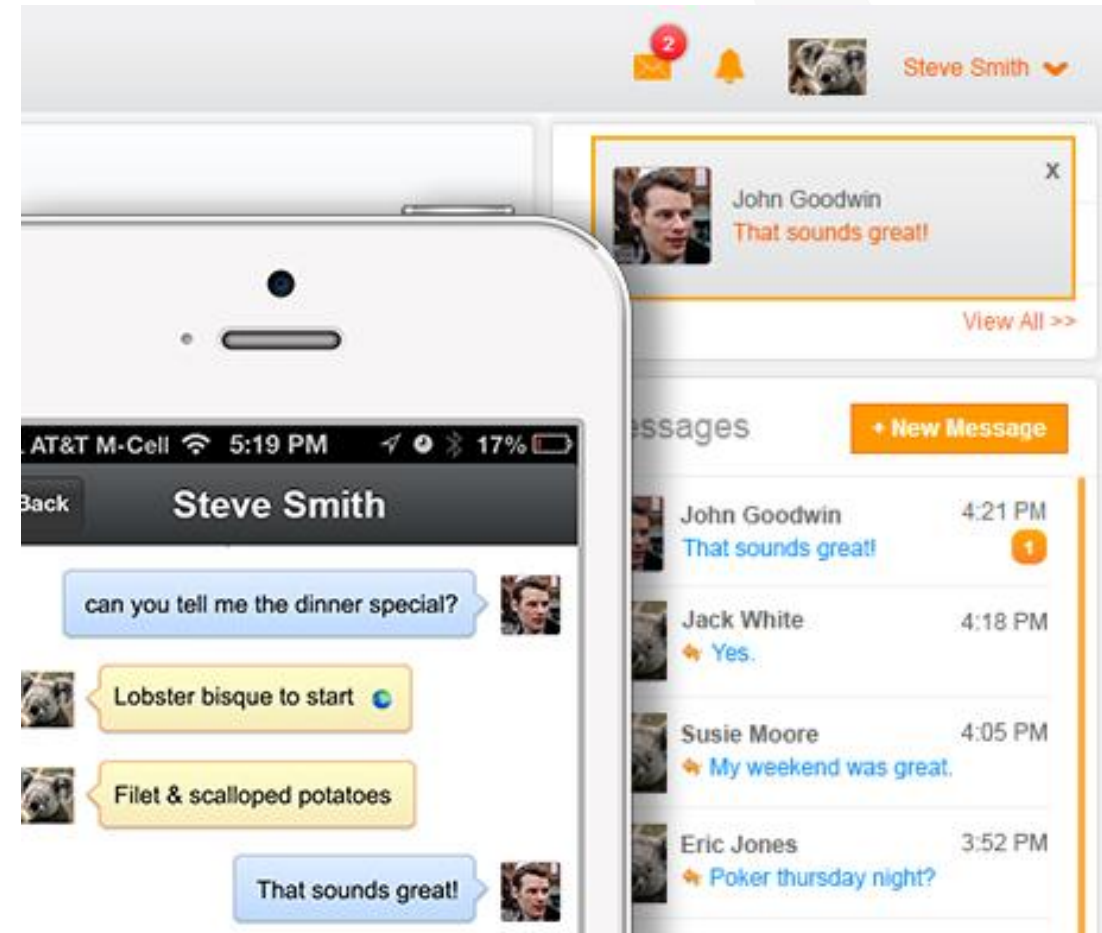 2
Steve Smith
X
John Goodwin
That sounds great!
View All >>
AT&T M-Cell 5:19 PM 17%
Back
Steve Smith
can you tell me the dinner special?
Lobster bisque to start
Filet & scalloped potatoes
That sounds great!
essages
+ New Message
John Goodwin 4:21 PM
That sounds great!
1
Jack White 4:18 PM
Yes.
Susie Moore 4:05 PM
My weekend was great.
Eric Jones 3:52 PM
Poker thursday night?